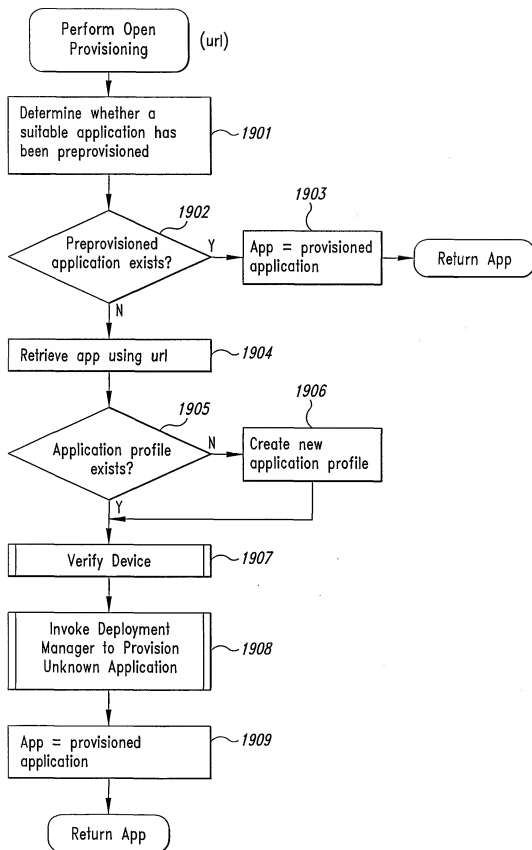 Perform Open
Provisioning
(url)
Determine whether a
suitable application has
been preprovisioned
1901
1902
Preprovisioned
application exists?
Y
N
1903
App = provisioned
application
Return App
Retrieve app using url
1904
1905
Application profile
exists?
N
Y
1906
Create new
application profile
Verify Device
1907
Invoke Deployment
Manager to Provision
Unknown Application
1908
App = provisioned
application
1909
Return App